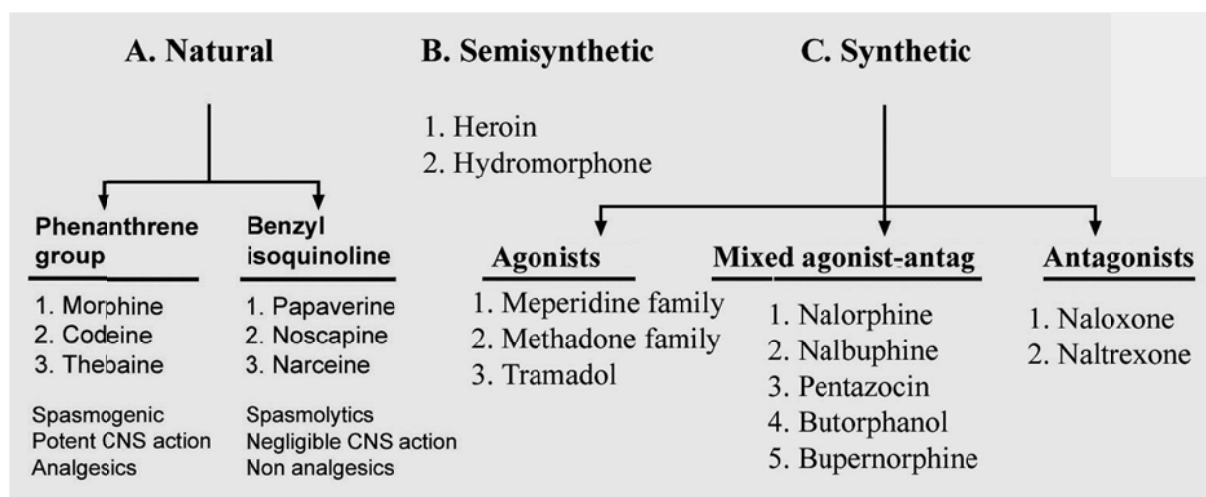 A. Natural
B. Semisynthetic
C. Synthetic
1. Heroin
2. Hydromorphone
Phenanthrene
group
1. Morphine
2. Codeine
3. Thebaine
Spasmogenic
Potent CNS action
Analgesics
Benzyl
isoquinoline
1. Papaverine
2. Noscapine
3. Narceine
Spasmolytics
Negligible CNS action
Non analgesics
Agonists
1. Meperidine family
2. Methadone family
3. Tramadol
Mixed agonist-antag
1. Nalorphine
2. Nalbuphine
3. Pentazocin
4. Butorphanol
5. Bupernorphine
Antagonists
1. Naloxone
2. Naltrexone